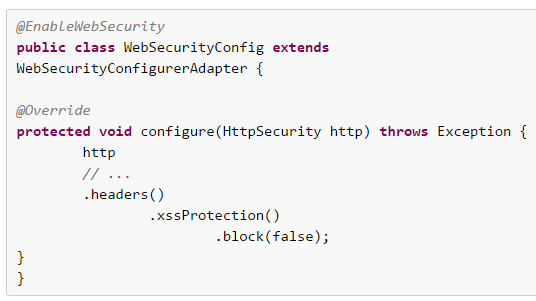 @EnableWebSecurity
public class WebSecurityConfig extends
WebSecurityConfigurerAdapter {

@Override
protected void configure(HttpSecurity http) throws Exception {
        http
        // ...
        .headers()
                .xssProtection()
                        .block(false);
}
}